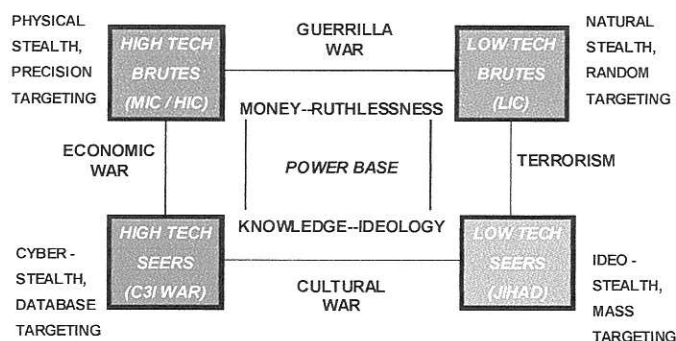 PHYSICAL
STEALTH,
PRECISION
TARGETING
HIGH TECH
BRUTES
(MIC / HIC)
GUERRILLA
WAR
LOW TECH
BRUTES
(LIC)
NATURAL
STEALTH,
RANDOM
TARGETING
MONEY--RUTHLESSNESS
ECONOMIC
WAR
POWER BASE
TERRORISM
KNOWLEDGE--IDEOLOGY
CYBER -
STEALTH,
DATABASE
TARGETING
HIGH TECH
SEERS
(C3I WAR)
CULTURAL
WAR
LOW TECH
SEERS
(JIHAD)
IDEO -
STEALTH,
MASS
TARGETING